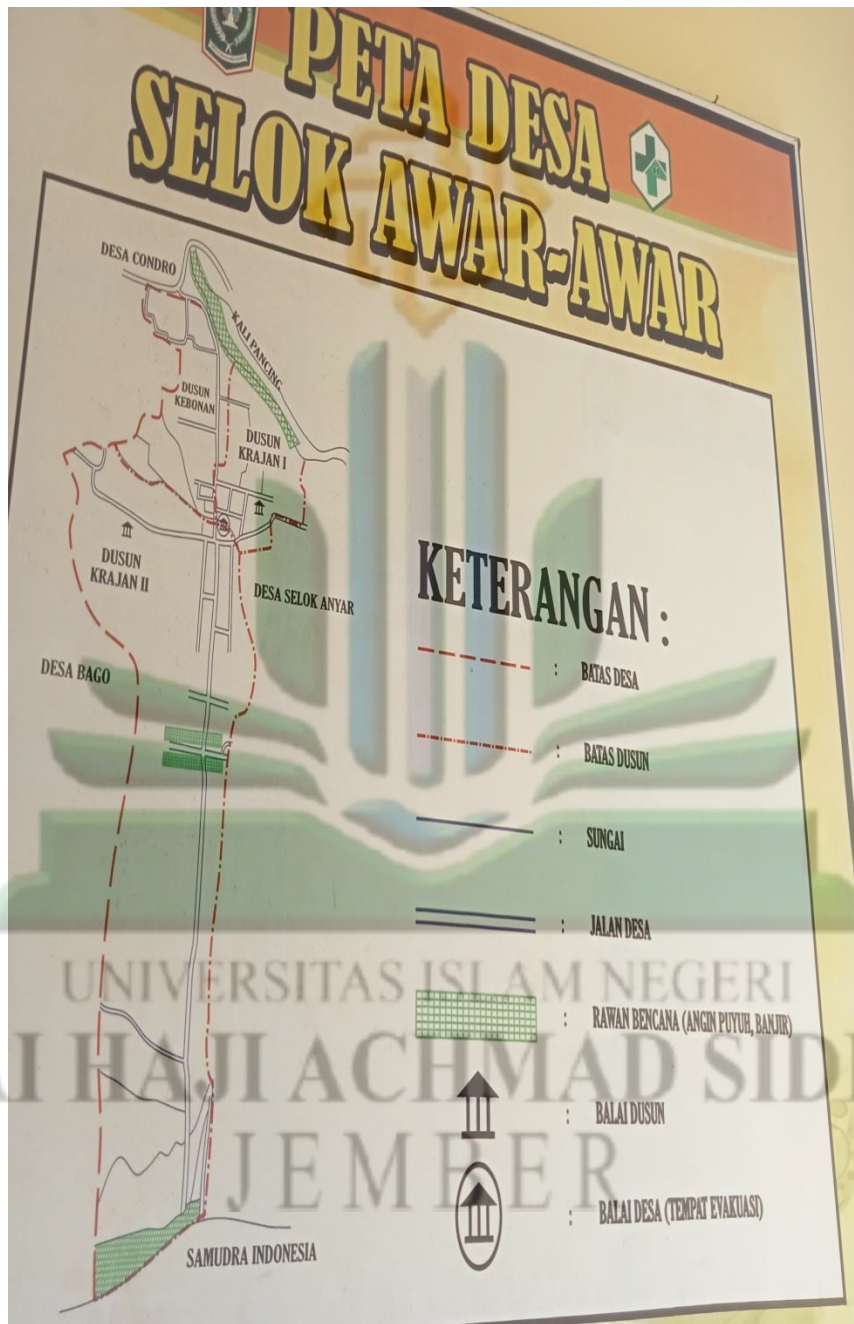 PETA DESA
SELOK AWAR-AWAR
DESA CONDRO
KALI PANCING
DUSUN
KEBONAN
DUSUN
KRAJAN I
DUSUN
KRAJAN II
DESA SELOK ANYAR
DESA BAGO
SAMUDRA INDONESIA
KETERANGAN :
: BATAS DESA
: BATAS DUSUN
: SUNGAI
: JALAN DESA
: RAWAN BENCANA (ANGIN PUYUH, BANJIR)
: BALAI DUSUN
: BALAI DESA (TEMPAT EVAKUASI)
UNIVERSITAS ISLAM NEGERI
HAJI ACHMAD
JEMBER